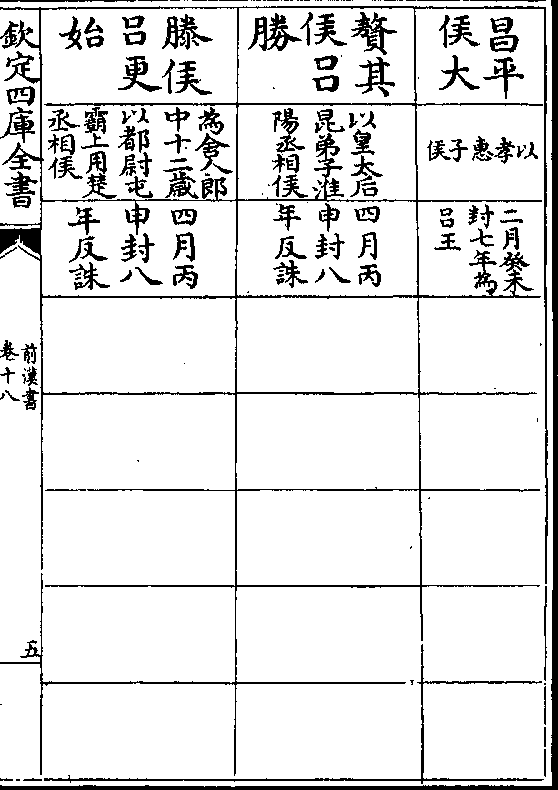 昌平
侯大
以孝惠子侯
二月癸未
封七年為
呂王
贅其
侯呂
勝
以皇太后
昆弟子淮
陽丞相侯
四月丙
申封八
年反誅
滕侯
呂更
始
為舍人郎
中十二歲
以都尉屯
霸上用楚
丞相侯
四月丙
申封八
年反誅
欽定四庫全書
前漢書
卷十八
五